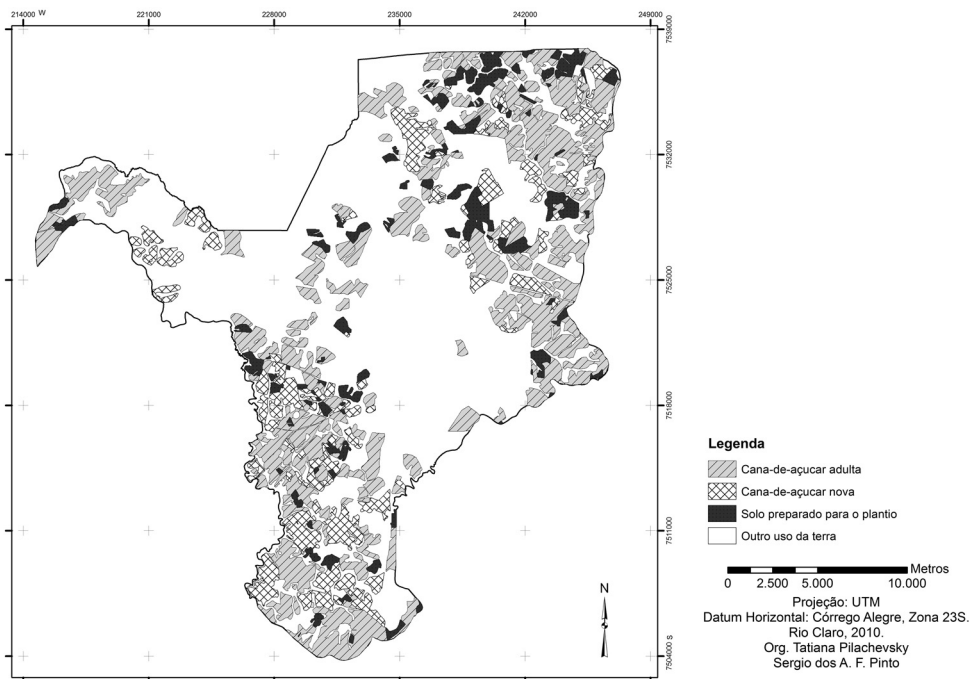 214000 W
221000
228000
235000
242000
249000
7539000
7532000
7525000
7518000
7511000
7504000 S
N
Legenda
Cana-de-açucar adulta
Cana-de-açucar nova
Solo preparado para o plantio
Outro uso da terra
Metros
0 2.500 5.000 10.000
Projeção: UTM
Datum Horizontal: Córrego Alegre, Zona 23S.
Rio Claro, 2010.
Org. Tatiana Pilachevsky
Sergio dos A. F. Pinto